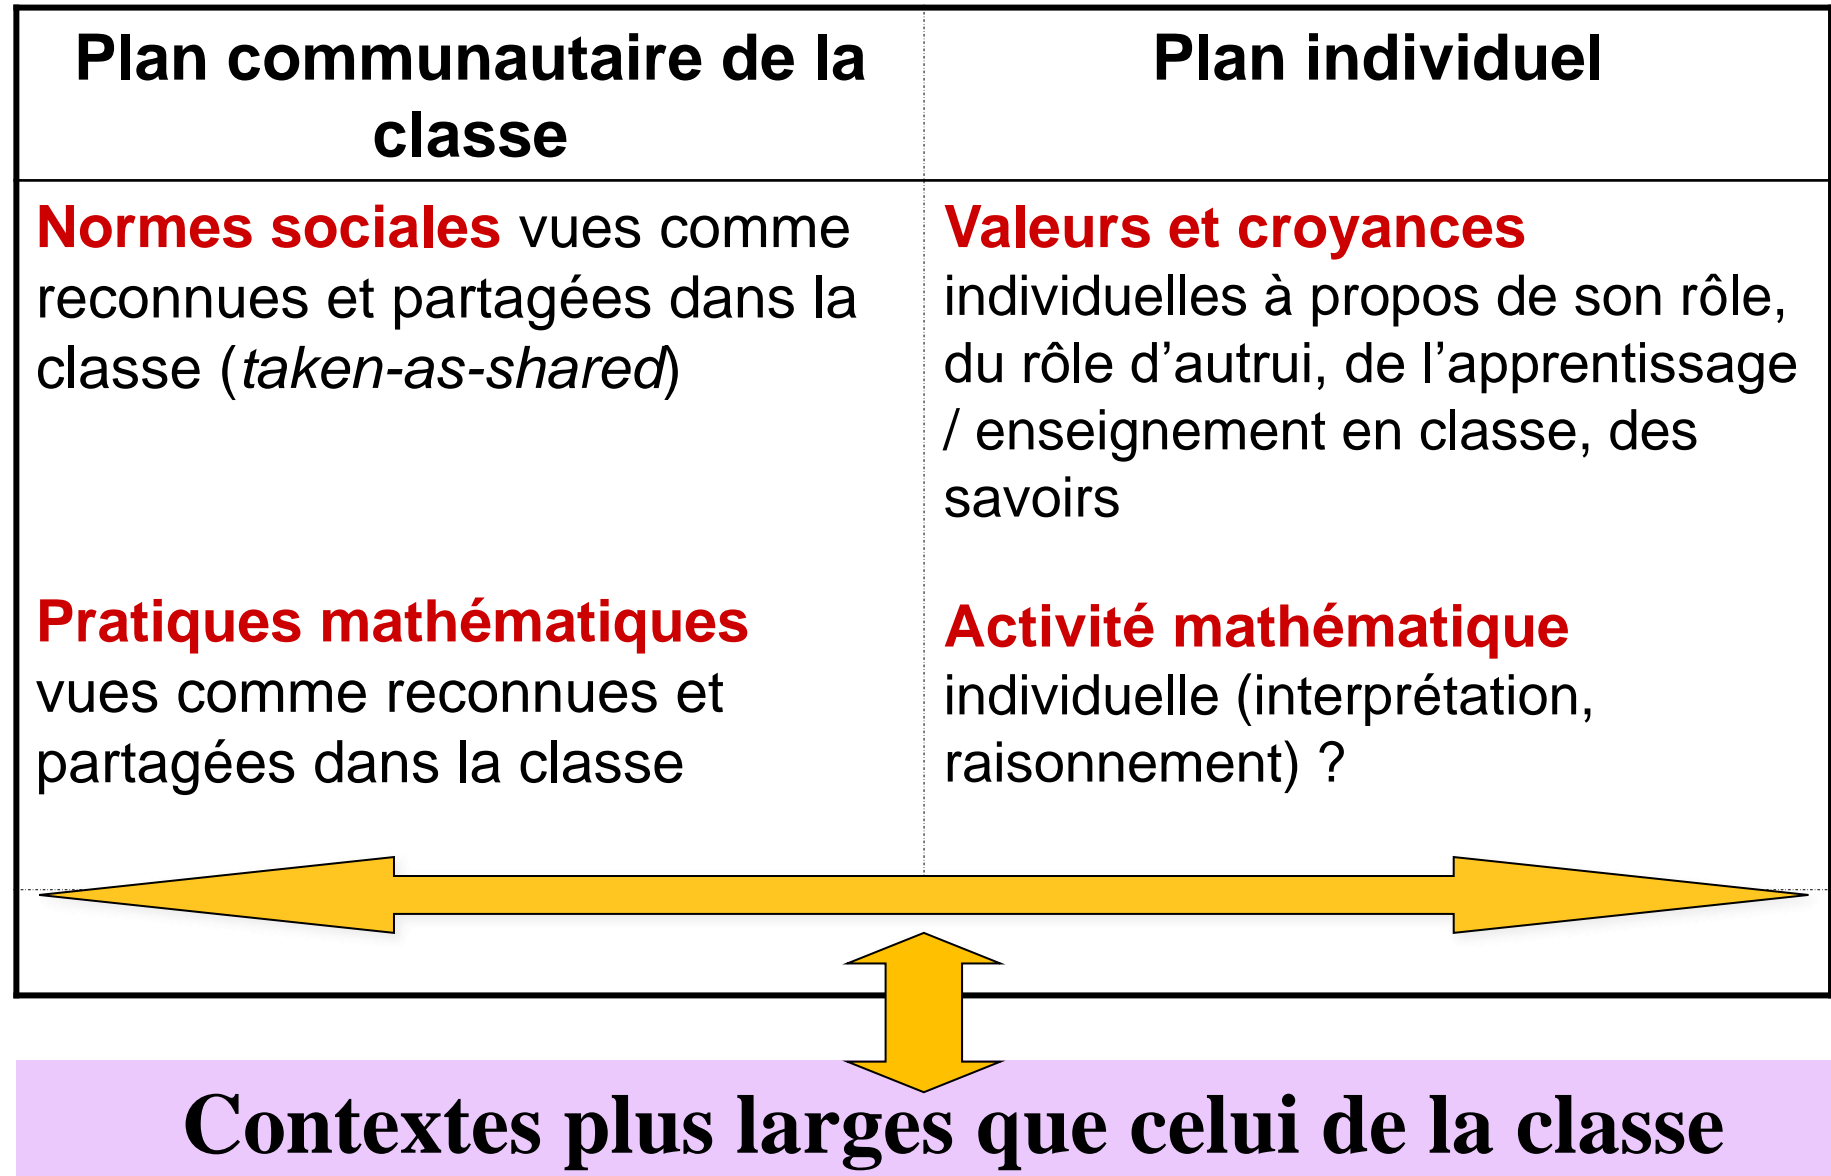 Plan communautaire de la
classe
Plan individuel
Normes sociales vues comme
reconnues et partagées dans la
classe (taken-as-shared)
Pratiques mathématiques
vues comme reconnues et
partagées dans la classe
Valeurs et croyances
individuelles à propos de son rôle,
du rôle d’autrui, de l’apprentissage
/ enseignement en classe, des
savoirs
Activité mathématique
individuelle (interprétation,
raisonnement) ?
Contextes plus larges que celui de la classe